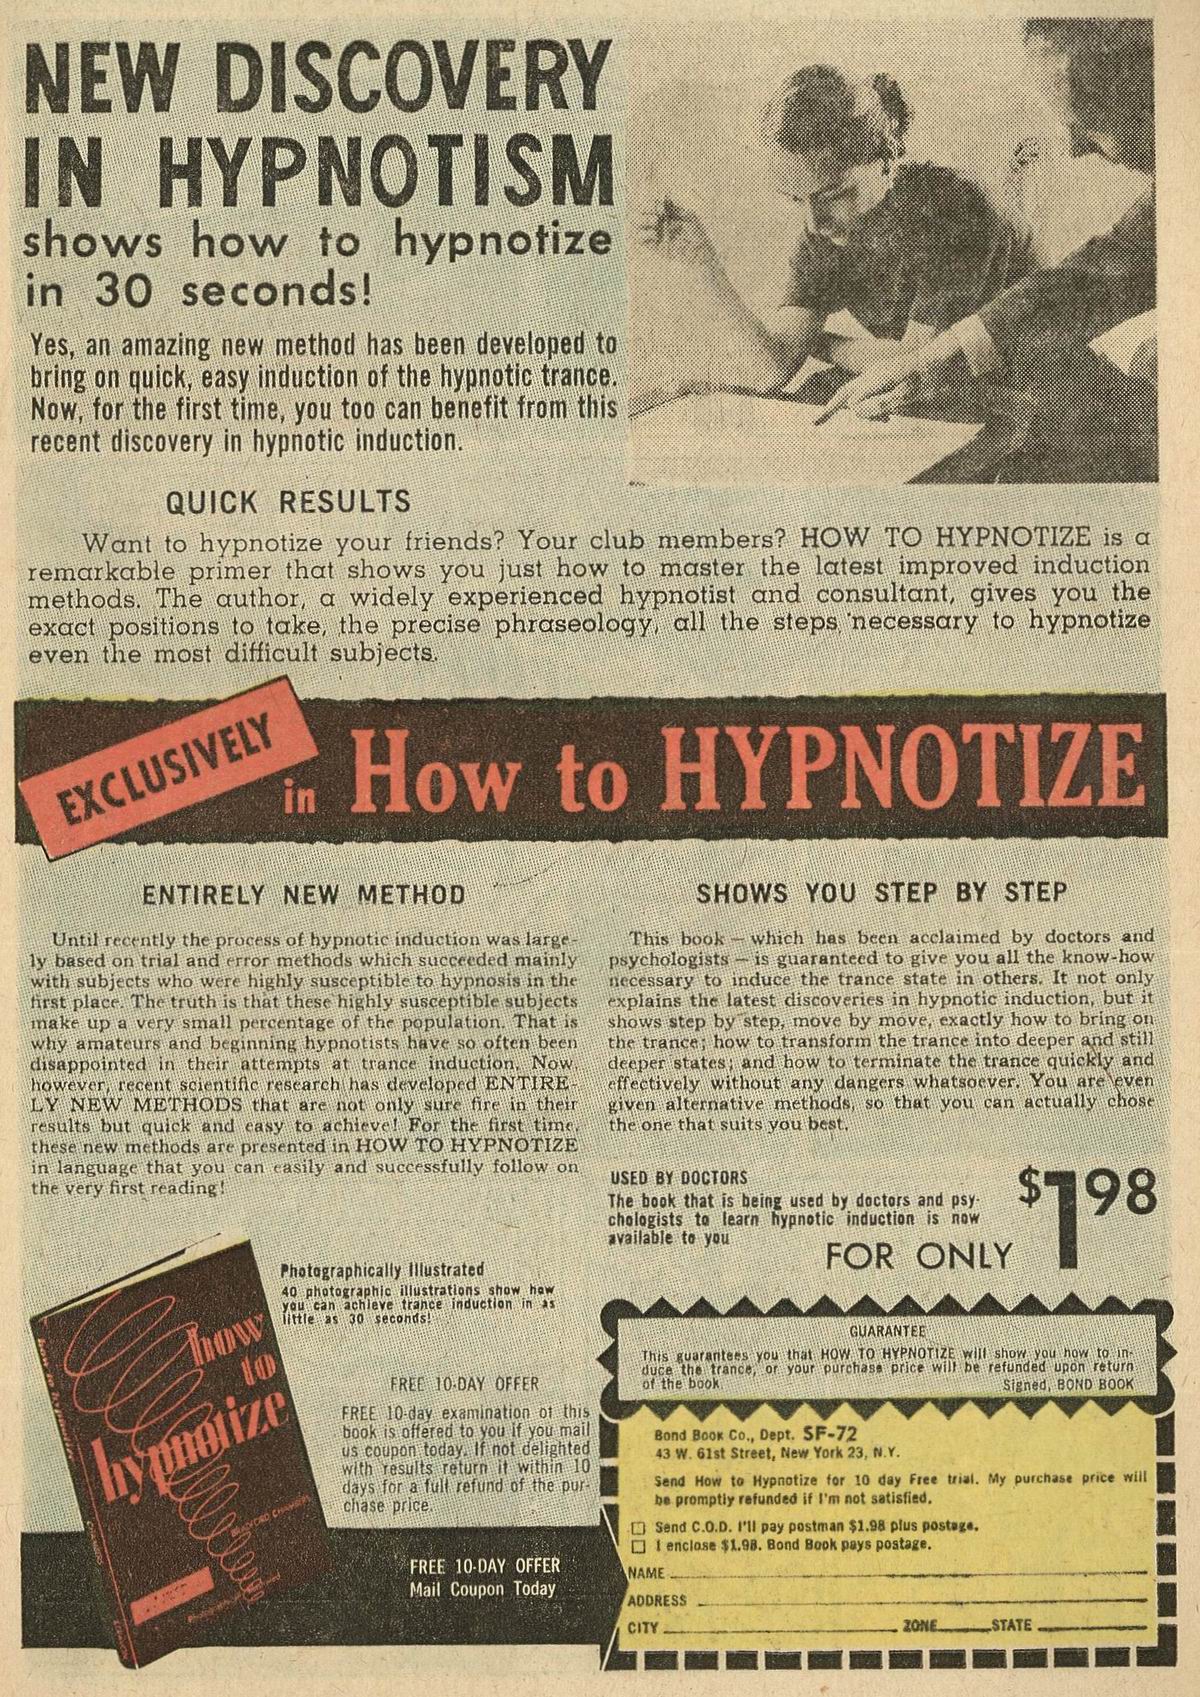 NEW DISCOVERY
IN HYPNOTISM
shows how to hypnotize
in 30 seconds!
Yes, an amazing new method has been developed to
bring on quick, easy induction of the hypnotic trance.
Now, for the first time, you too can benefit from this
recent discovery in hypnotic induction.
QUICK RESULTS
Want to hypnotize your friends? Your club members? HOW TO HYPNOTIZE is a
remarkable primer that shows you just how to master the latest improved induction
methods. The author, a widely experienced hypnotist and consultant, gives you the
exact positions to take, the precise phraseology, all the steps necessary to hypnotize
even the most difficult subjects.
EXCLUSIVELY
in How to HYPNOTIZE
ENTIRELY NEW METHOD
Until recently the process of hypnotic induction was large-
ly based on trial and error methods which succeeded mainly
with subjects who were highly susceptible to hypnosis in the
first place. The truth is that these highly susceptible subjects
make up a very small percentage of the population. That is
why amateurs and beginning hypnotists have so often been
disappointed in their attempts at trance induction. Now,
however, recent scientific research has developed ENTIRE-
LY NEW METHODS that are not only sure fire in their
results but quick and easy to achieve! For the first time,
these new methods are presented in HOW TO HYPNOTIZE
in language that you can easily and successfully follow on
the very first reading!
SHOWS YOU STEP BY STEP
This book — which has been acclaimed by doctors and
psychologists — is guaranteed to give you all the know-how
necessary to induce the trance state in others. It not only
explains the latest discoveries in hypnotic induction, but it
shows step by step, move by move, exactly how to bring on
the trance; how to transform the trance into deeper and still
deeper states; and how to terminate the trance quickly and
effectively without any dangers whatsoever. You are even
given alternative methods, so that you can actually chose
the one that suits you best.
USED BY DOCTORS
The book that is being used by doctors and psy-
chologists to learn hypnotic induction is now
available to you
FOR ONLY $1.98
Photographically Illustrated
40 photographic illustrations show how
you can achieve trance induction in as
little as 30 seconds!
how
to
hypnotize
BRADFORD
FREE 10-DAY OFFER
FREE 10-day examination of this
book is offered to you if you mail
us coupon today. If not delighted
with results return it within 10
days for a full refund of the pur-
chase price.
FREE 10-DAY OFFER
Mail Coupon Today
GUARANTEE
This guarantees you that HOW TO HYPNOTIZE will show you how to in-
duce the trance, or your purchase price will be refunded upon return
of the book. Signed, BOND BOOK
Bond Book Co., Dept. SF-72
43 W. 61st Street, New York 23, N.Y.
Send How to Hypnotize for 10 day Free trial. My purchase price will
be promptly refunded if I'm not satisfied.
Send C.O.D. I'll pay postman $1.98 plus postage.
I enclose $1.98. Bond Book pays postage.
NAME
ADDRESS
CITY ZONE STATE